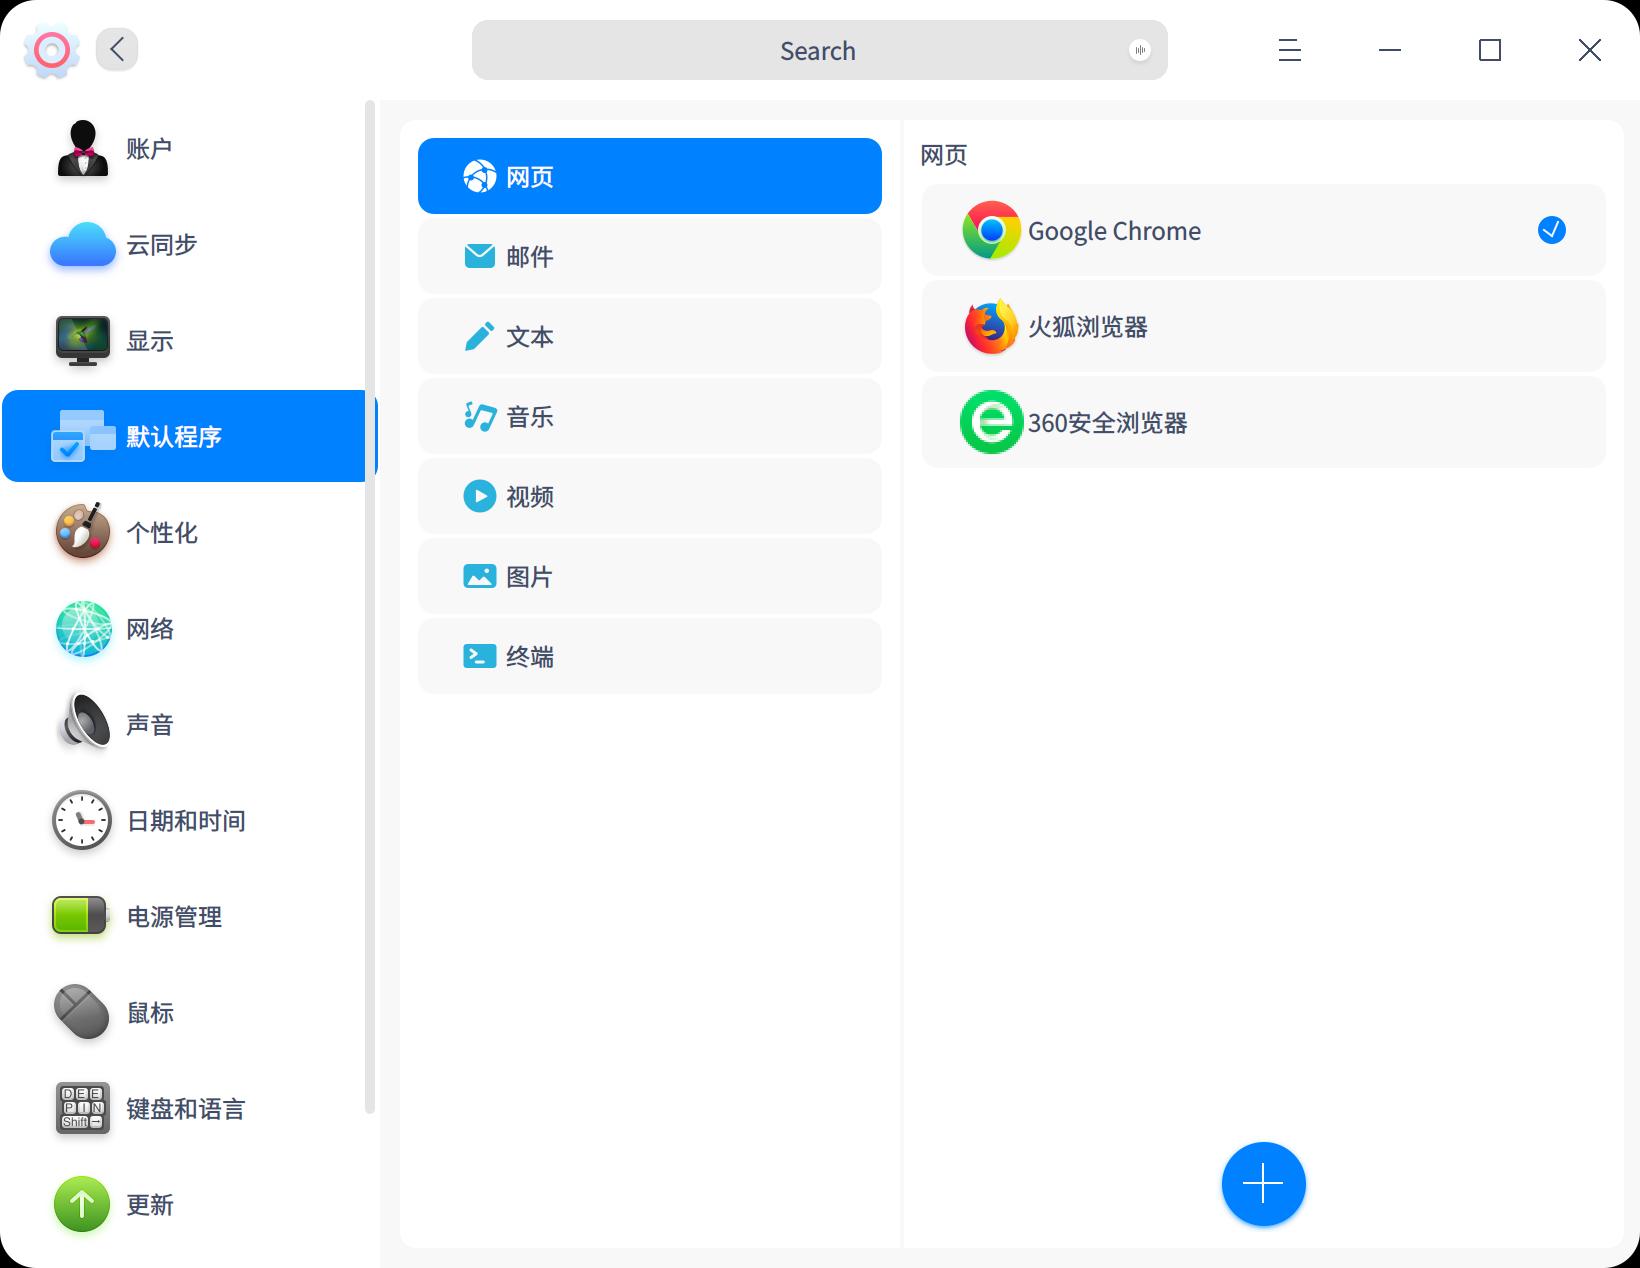 Search
账户
云同步
显示
默认程序
个性化
网络
声音
日期和时间
电源管理
鼠标
D E E
P I N
Shift →
键盘和语言
更新
网页
邮件
文本
音乐
视频
图片
终端
网页
Google Chrome
火狐浏览器
360安全浏览器